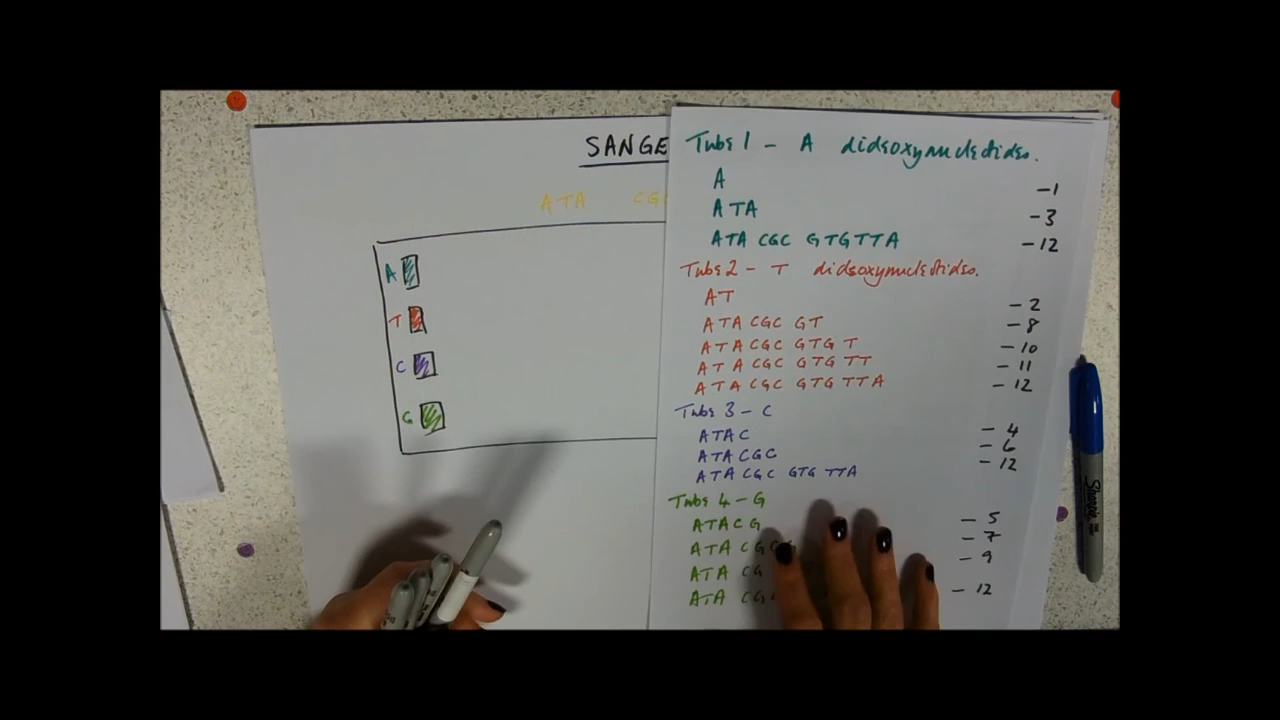 SANGE
ATA CG
A
T
C
G
Tube 1 - A dideoxynucleotides.
A -1
ATA -3
ATA CGC GTGTTA -12
Tube 2 - T dideoxynucleotides.
AT -2
ATA CGC GT -8
ATA CGC GTG T -10
ATA CGC GTG TT -11
ATA CGC GTG TTA -12
Tube 3 - C
ATAC -4
ATACGC -6
ATA CGC GTG TTA -12
Tube 4 - G
ATACG -5
ATA CGC -7
ATA CG -9
ATA CG -12
Sharpie